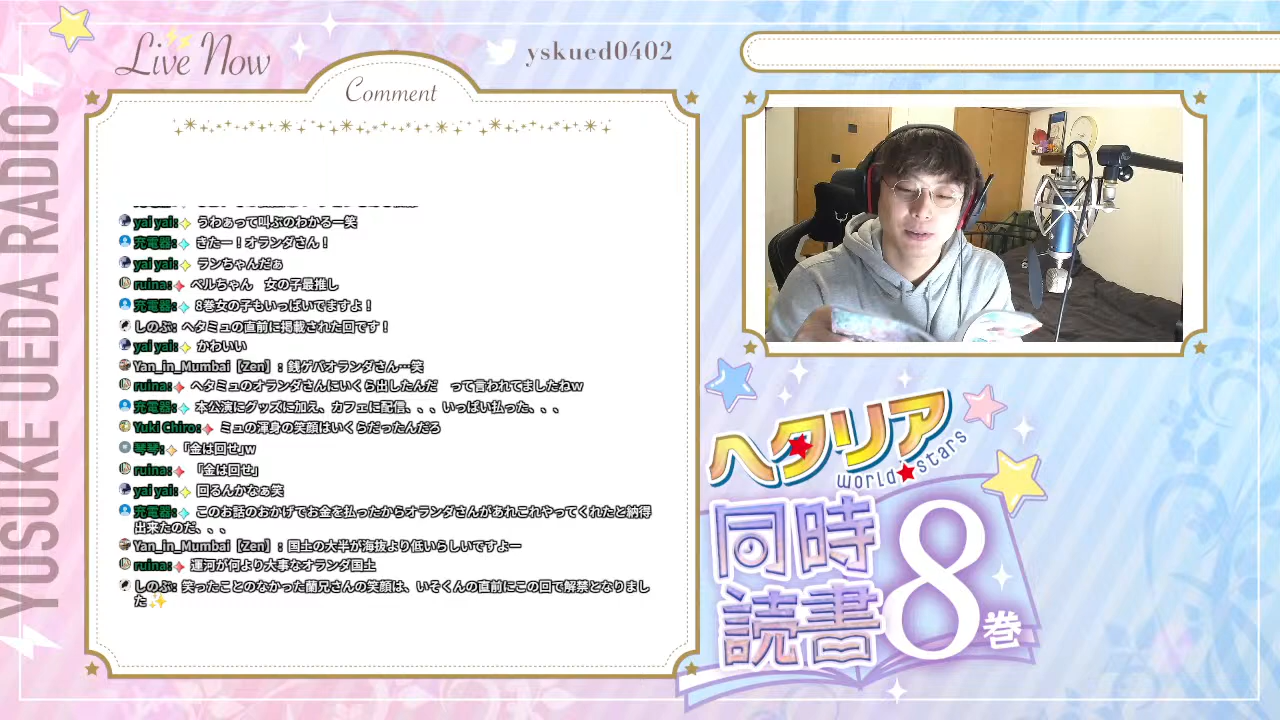 Live Now
yskued0402
Comment
YUSUKE UEDA RADIO
yai yai: うわぁって叫ぶのわかるー笑
充電器: きたー！オランダさん！
yai yai: ランちゃんだぁ
ruina: ベルちゃん　女の子最推し
充電器: 8巻女の子もいっぱいでますよ！
しのぶ: ヘタミュの直前に掲載された回です！
yai yai: かわいい
Yan_in_Mumbai【Zen】: 銭ゲバオランダさん…笑
ruina: ヘタミュのオランダさんにいくら出したんだ　って言われてましたねw
充電器: 本公演にグッズに加え、カフェに配信、、、いっぱい払った、、、
Yuki Chiro: ミュの渾身の笑顔はいくらだったんだろ
琴琴: 「金は回せ」w
ruina: 「金は回せ」
yai yai: 回るんかなぁ笑
充電器: このお話のおかげでお金を払ったからオランダさんがあれこれやってくれたと納得
出来たのだ、、、
Yan_in_Mumbai【Zen】: 国土の大半が海抜より低いらしいですよー
ruina: 運河が何より大事なオランダ国土
しのぶ: 笑ったことのなかった蘭兄さんの笑顔は、いそくんの直前にこの回で解禁となりまし
た✨
ヘタリア
world★stars
同時
読書
8巻